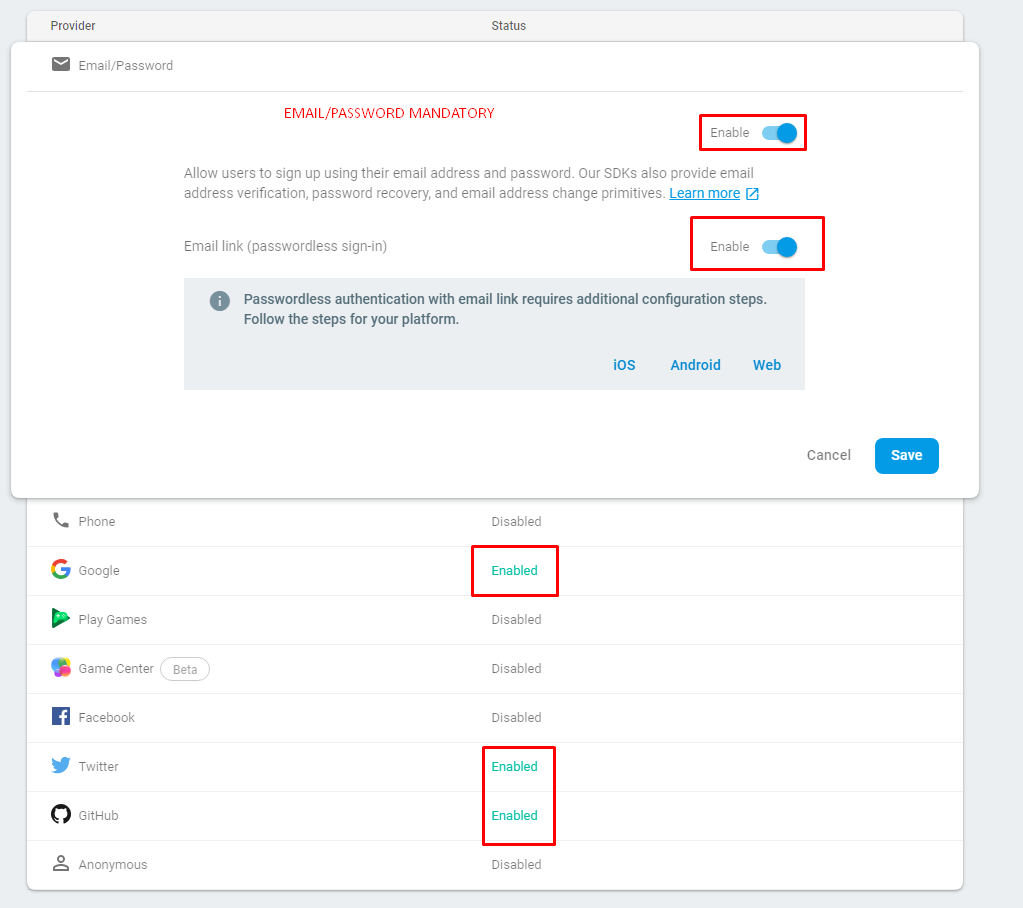 Provider Status
Email/Password
EMAIL/PASSWORD MANDATORY
Enable
Allow users to sign up using their email address and password. Our SDKs also provide email
address verification, password recovery, and email address change primitives. Learn more
Email link (passwordless sign-in) Enable
Passwordless authentication with email link requires additional configuration steps.
Follow the steps for your platform.
iOS Android Web
Cancel Save
Phone Disabled
Google Enabled
Play Games Disabled
Game Center Beta Disabled
Facebook Disabled
Twitter Enabled
GitHub Enabled
Anonymous Disabled